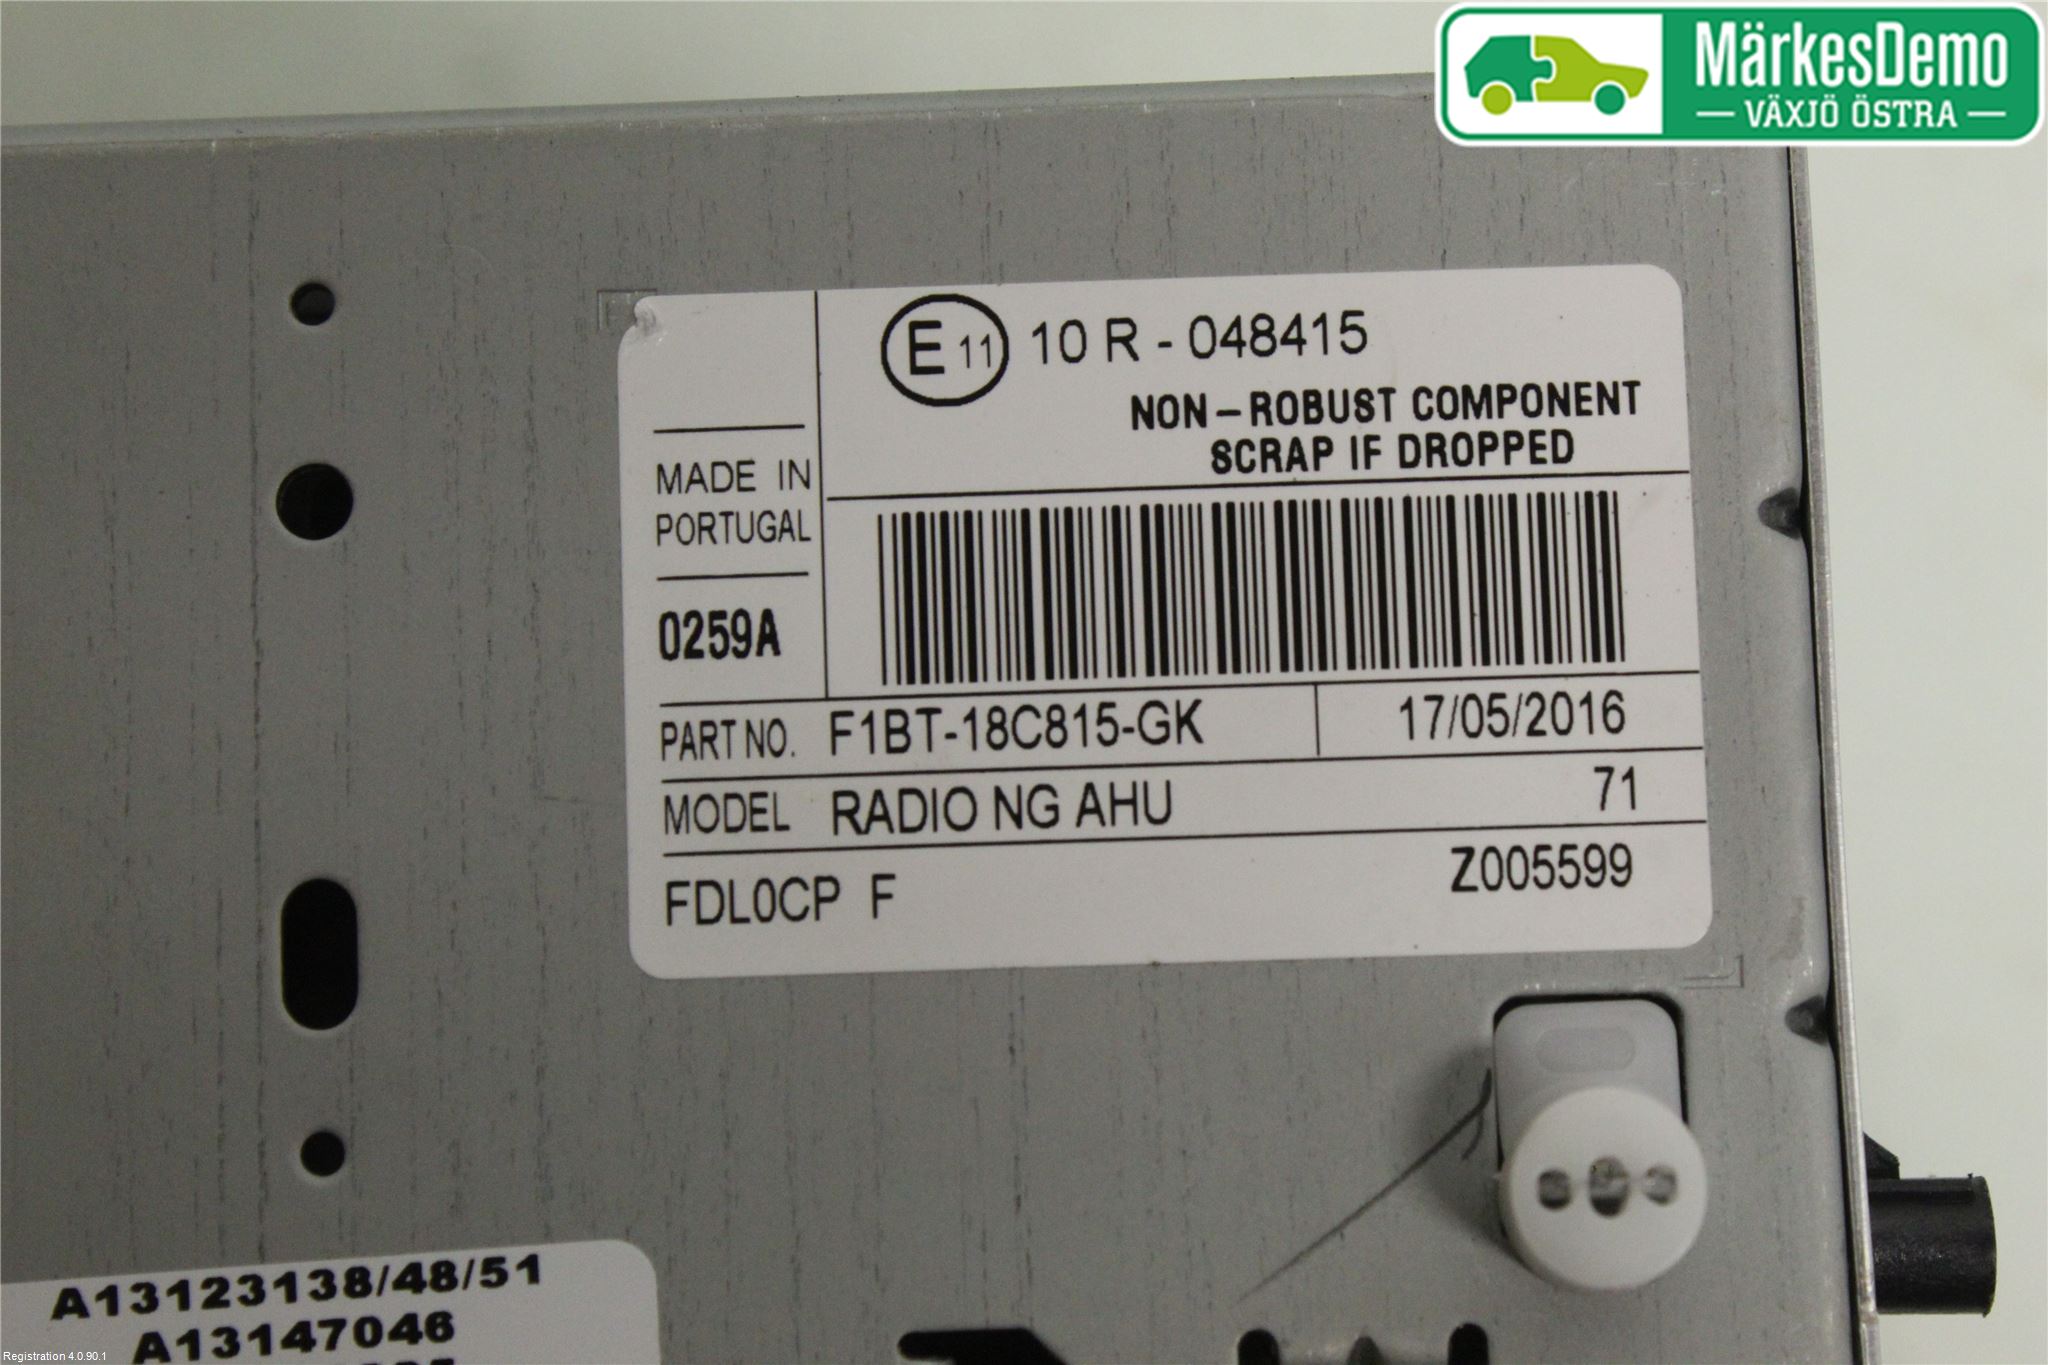 MärkesDemo
VÄXJÖ ÖSTRA
E 11 10 R - 048415
NON-ROBUST COMPONENT
SCRAP IF DROPPED
MADE IN
PORTUGAL
0259A
PART NO. F1BT-18C815-GK 17/05/2016
MODEL RADIO NG AHU 71
FDL0CP F Z005599
A13123138/48/51
A13147046
Registration 4.0.90.1